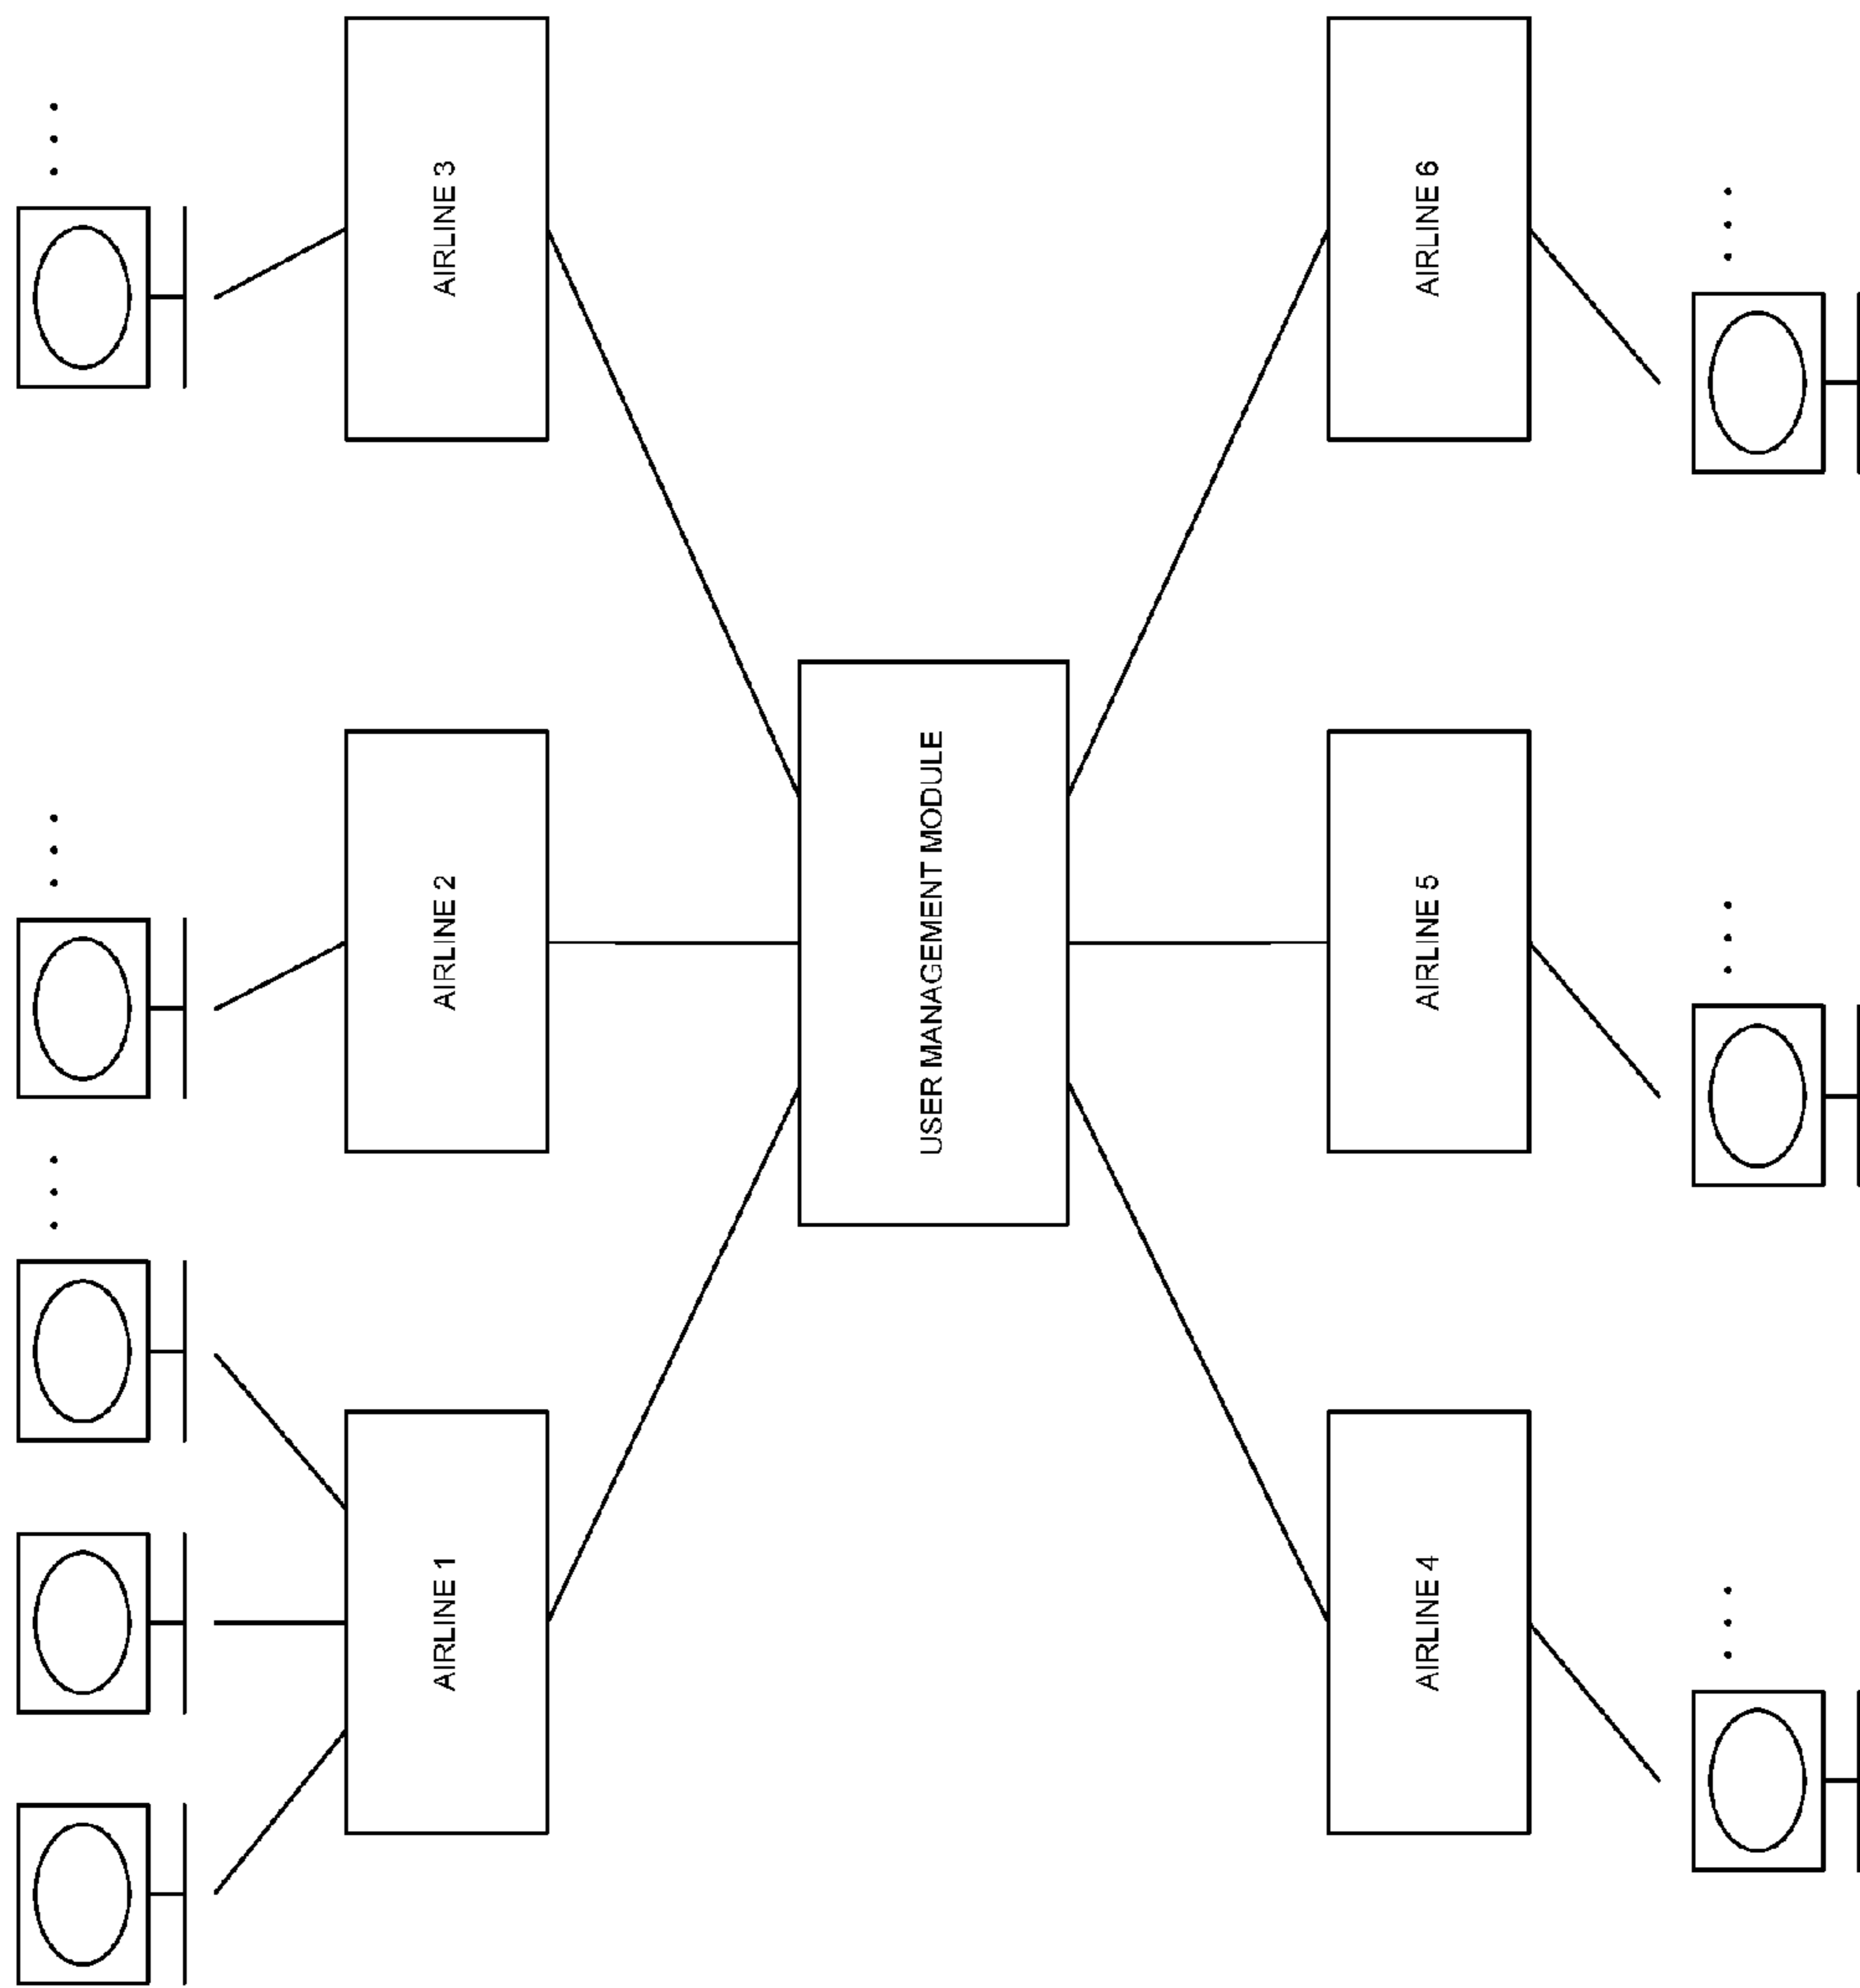 AIRLINE 1
AIRLINE 2
AIRLINE 3
USER MANAGEMENT MODULE
AIRLINE 4
AIRLINE 5
AIRLINE 6